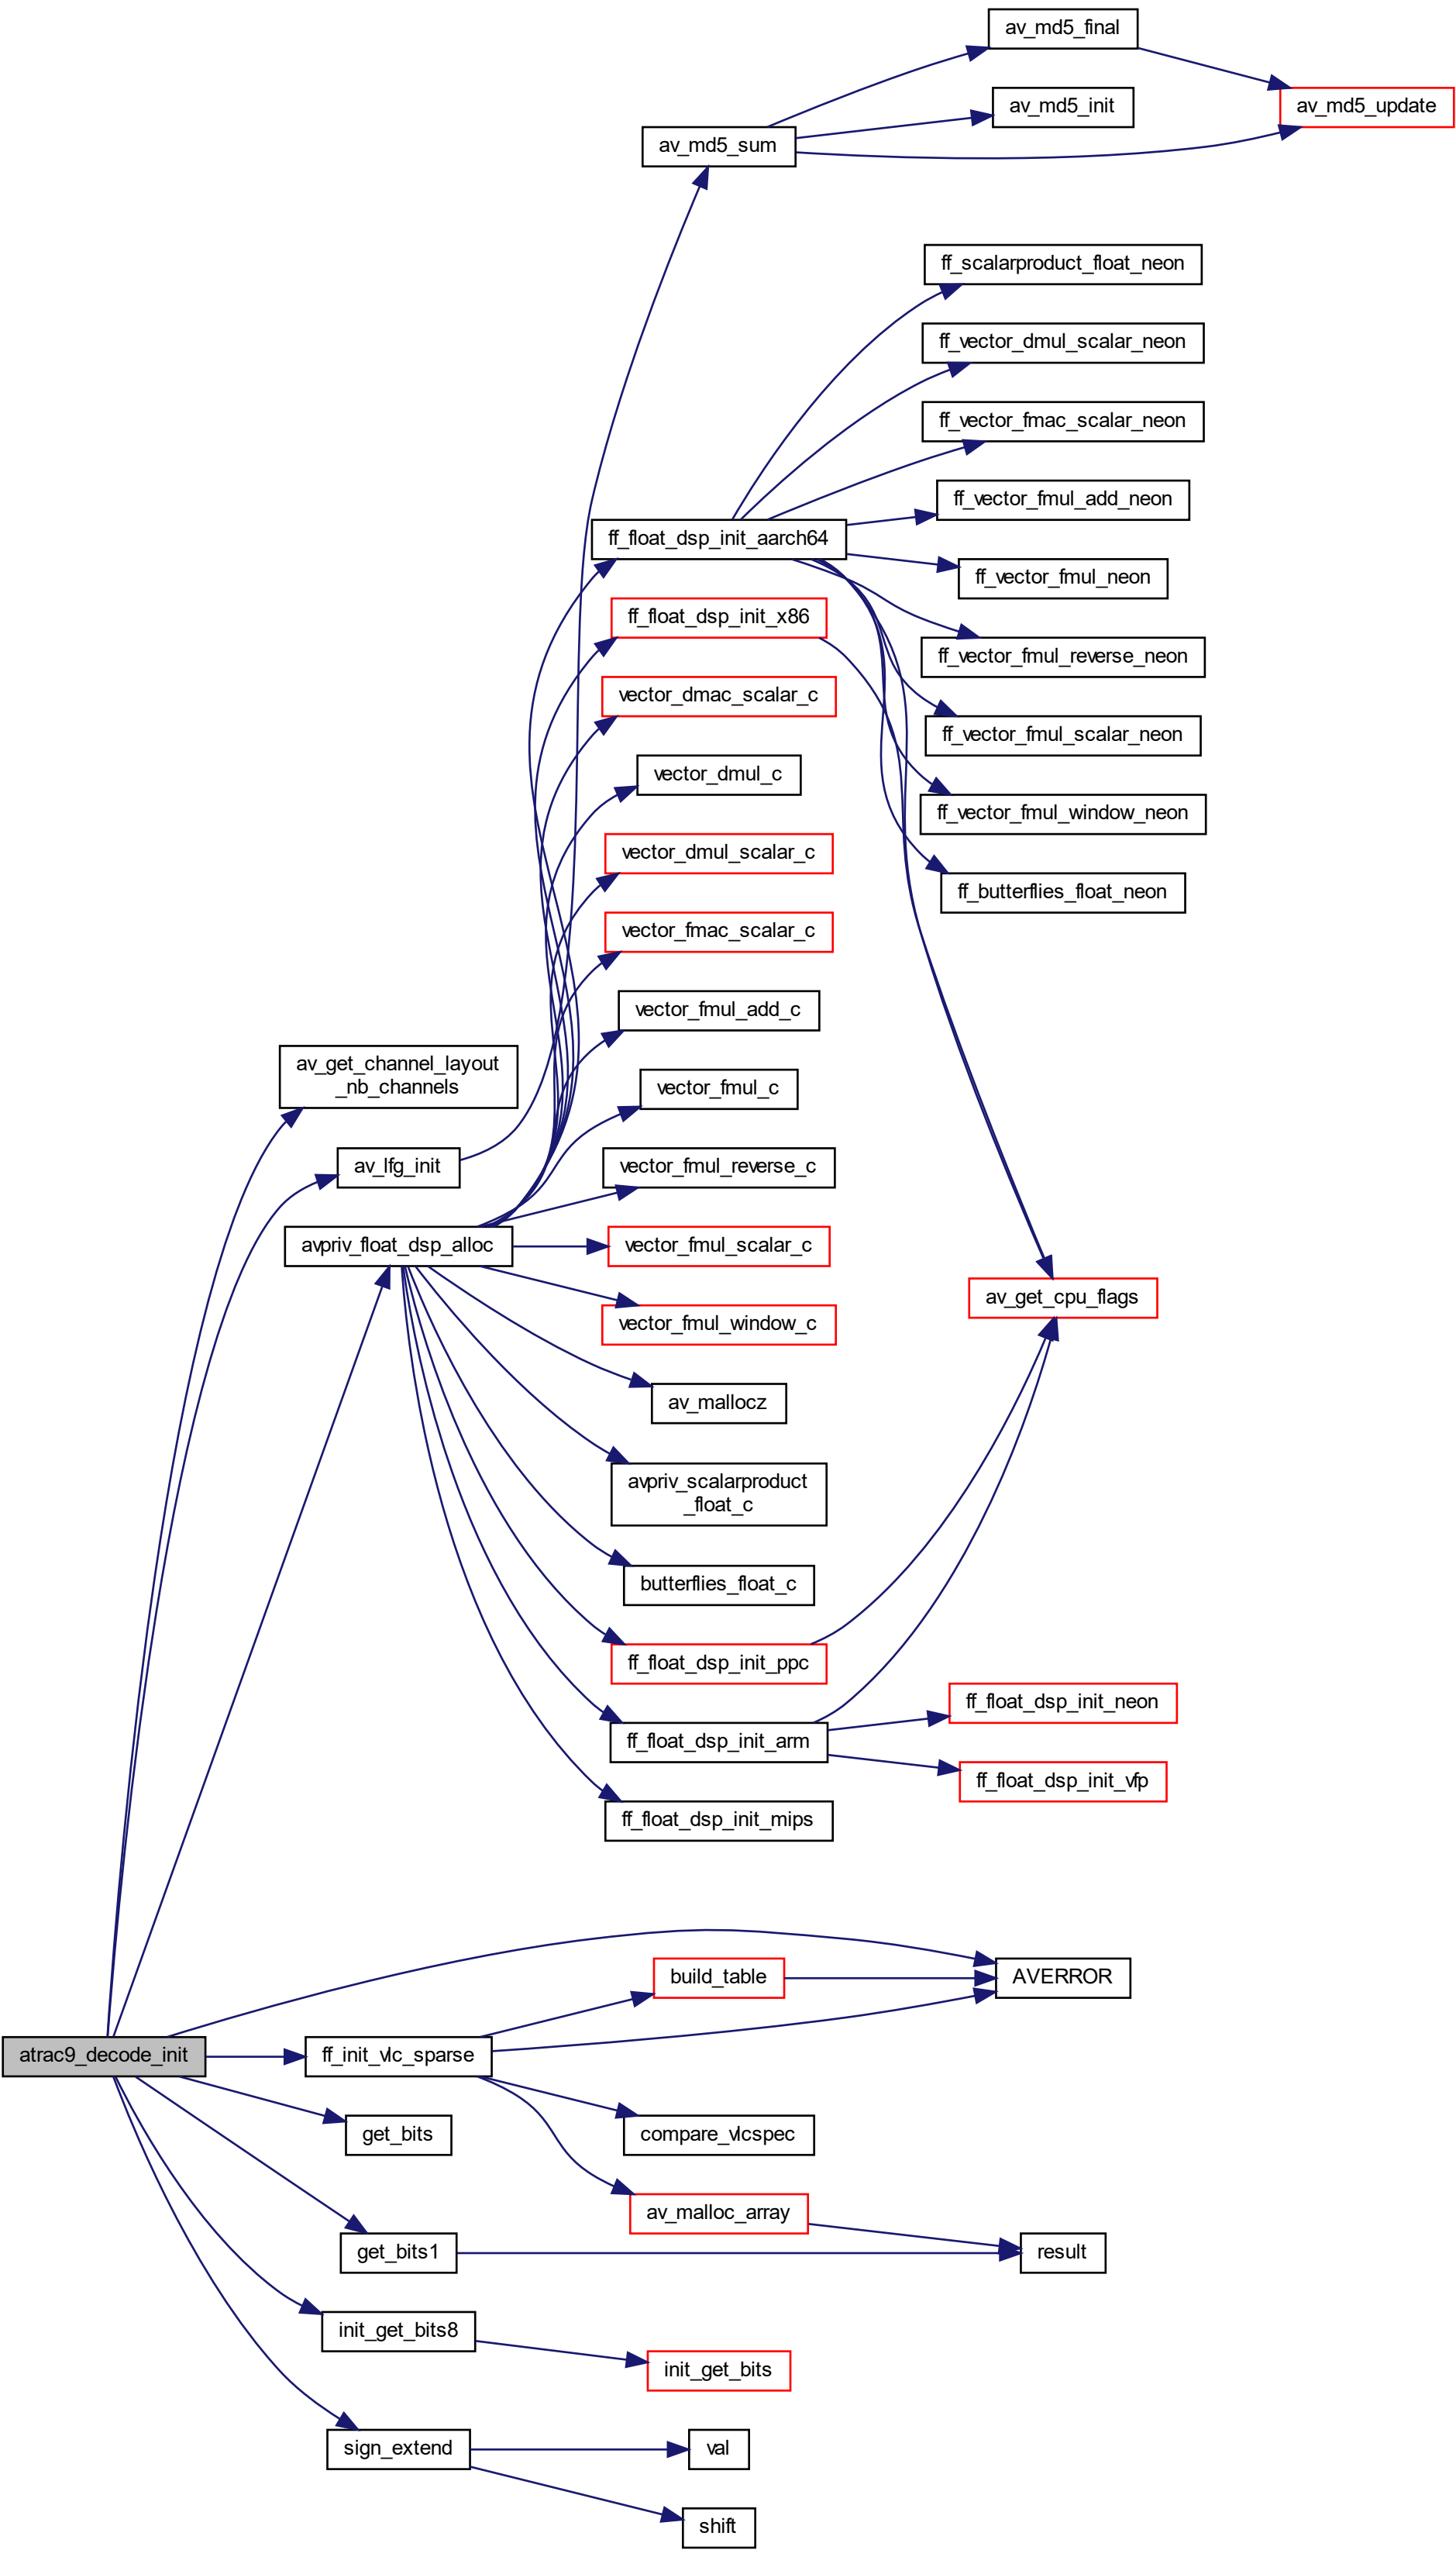 av_md5_final
av_md5_init
av_md5_update
av_md5_sum
ff_scalarproduct_float_neon
ff_vector_dmul_scalar_neon
ff_vector_fmac_scalar_neon
ff_vector_fmul_add_neon
ff_float_dsp_init_aarch64
ff_vector_fmul_neon
ff_float_dsp_init_x86
ff_vector_fmul_reverse_neon
vector_dmac_scalar_c
ff_vector_fmul_scalar_neon
vector_dmul_c
ff_vector_fmul_window_neon
vector_dmul_scalar_c
ff_butterflies_float_neon
vector_fmac_scalar_c
vector_fmul_add_c
av_get_channel_layout
_nb_channels
vector_fmul_c
av_lfg_init
vector_fmul_reverse_c
avpriv_float_dsp_alloc
vector_fmul_scalar_c
av_get_cpu_flags
vector_fmul_window_c
av_mallocz
avpriv_scalarproduct
_float_c
butterflies_float_c
ff_float_dsp_init_ppc
ff_float_dsp_init_neon
ff_float_dsp_init_arm
ff_float_dsp_init_vfp
ff_float_dsp_init_mips
build_table
AVERROR
atrac9_decode_init
ff_init_vlc_sparse
get_bits
compare_vlcspec
av_malloc_array
get_bits1
result
init_get_bits8
init_get_bits
sign_extend
val
shift